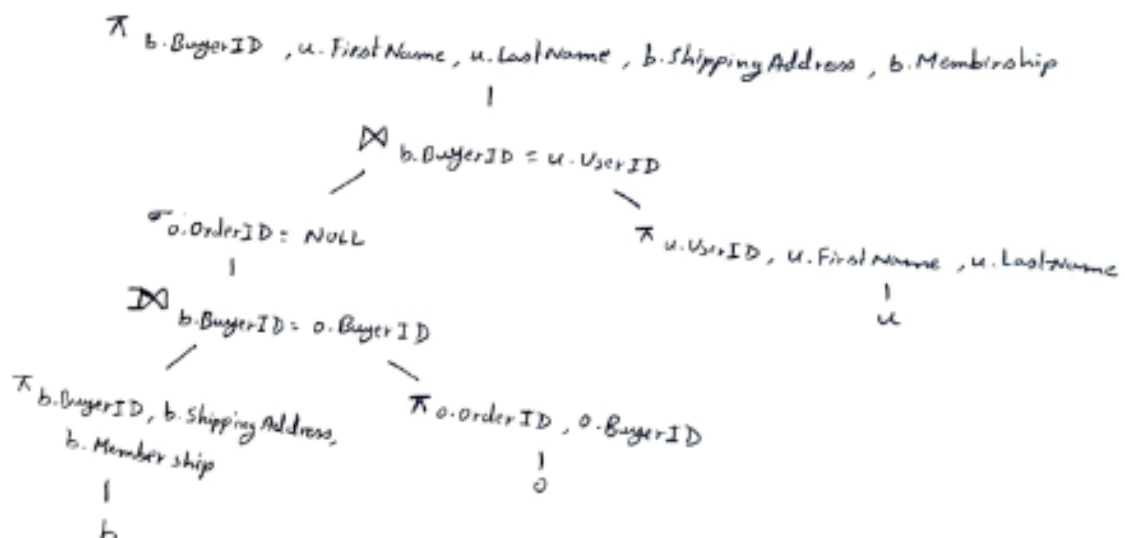 π b.BuyerID , u.FirstName, u.LastName , b.ShippingAddress, b.Membership
⋈ b.BuyerID = u.UserID
σ o.OrderID = NULL
π u.UserID, u.FirstName , u.LastName
u
⟕ b.BuyerID = o.BuyerID
π b.BuyerID, b.ShippingAddress,
b.Membership
π o.OrderID , o.BuyerID
o
b